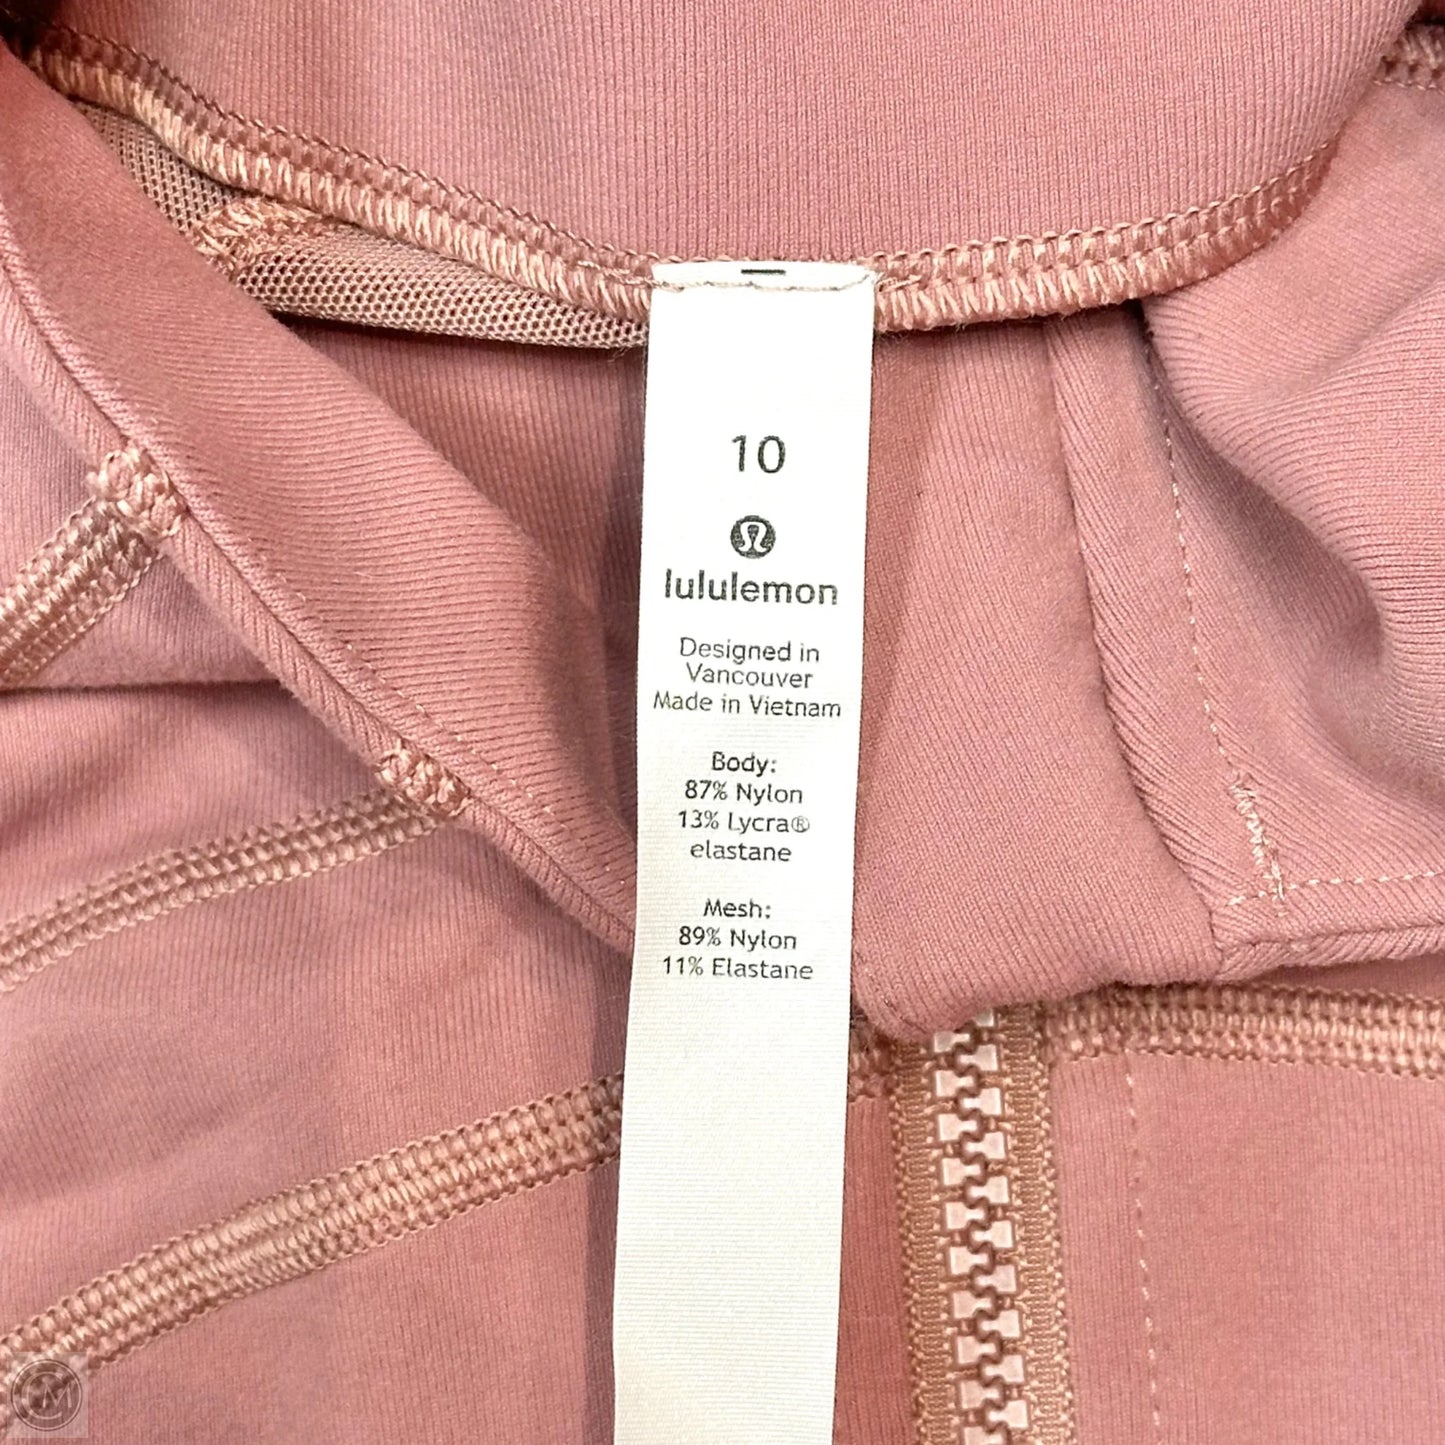 10
lululemon
Designed in
Vancouver
Made in Vietnam
Body:
87% Nylon
13% Lycra®
elastane
Mesh:
89% Nylon
11% Elastane